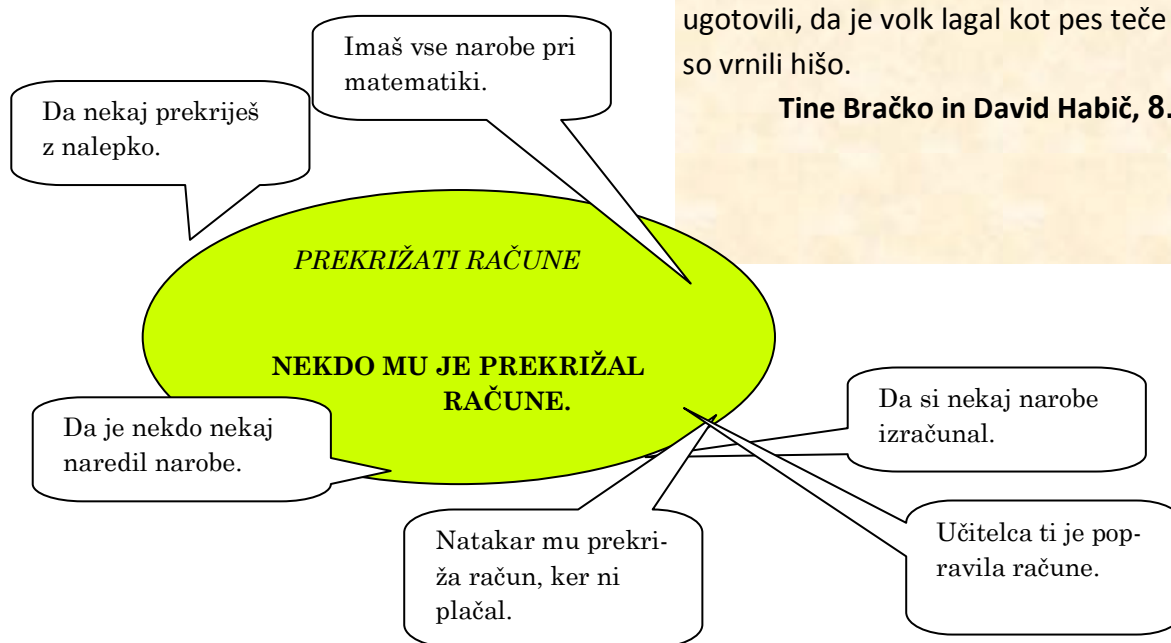 ugotovili, da je volk lagal kot pes teče
so vrnili hišo.
Tine Bračko in David Habič, 8.
Imaš vse narobe pri
matematiki.
Da nekaj prekriješ
z nalepko.
PREKRIŽATI RAČUNE
NEKDO MU JE PREKRIŽAL
RAČUNE.
Da je nekdo nekaj
naredil narobe.
Da si nekaj narobe
izračunal.
Natakar mu prekri-
ža račun, ker ni
plačal.
Učitelca ti je pop-
ravila račune.